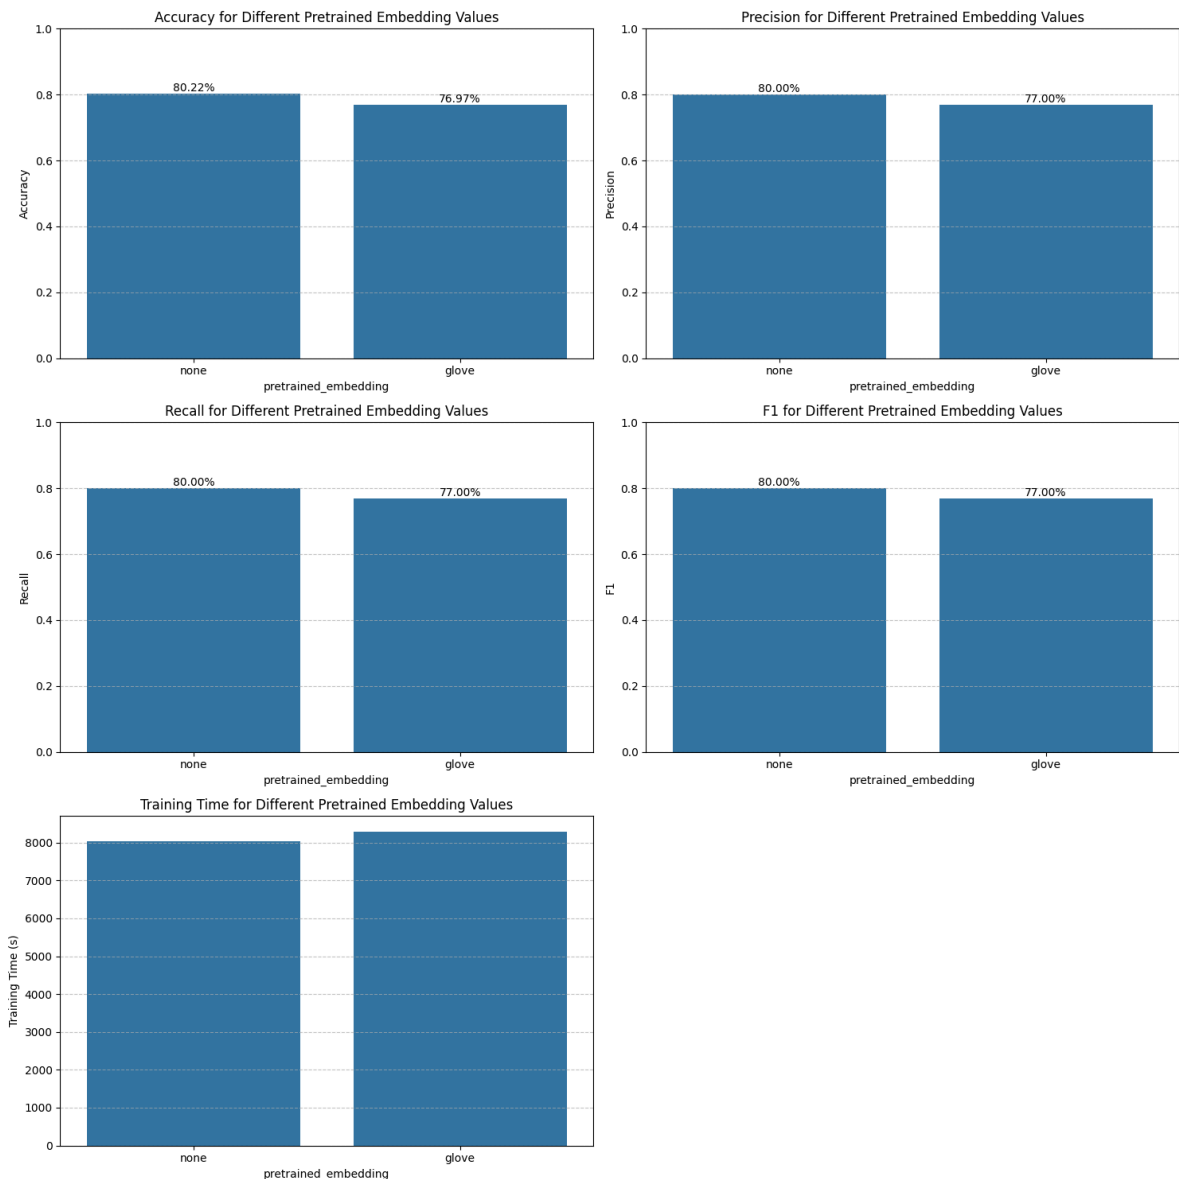 Accuracy for Different Pretrained Embedding Values
1.0
0.8
0.6
0.4
0.2
0.0
Accuracy
80.22%
76.97%
none
glove
pretrained_embedding
Precision for Different Pretrained Embedding Values
1.0
0.8
0.6
0.4
0.2
0.0
Precision
80.00%
77.00%
none
glove
pretrained_embedding
Recall for Different Pretrained Embedding Values
1.0
0.8
0.6
0.4
0.2
0.0
Recall
80.00%
77.00%
none
glove
pretrained_embedding
F1 for Different Pretrained Embedding Values
1.0
0.8
0.6
0.4
0.2
0.0
F1
80.00%
77.00%
none
glove
pretrained_embedding
Training Time for Different Pretrained Embedding Values
8000
7000
6000
5000
4000
3000
2000
1000
0
Training Time (s)
none
glove
pretrained_embedding